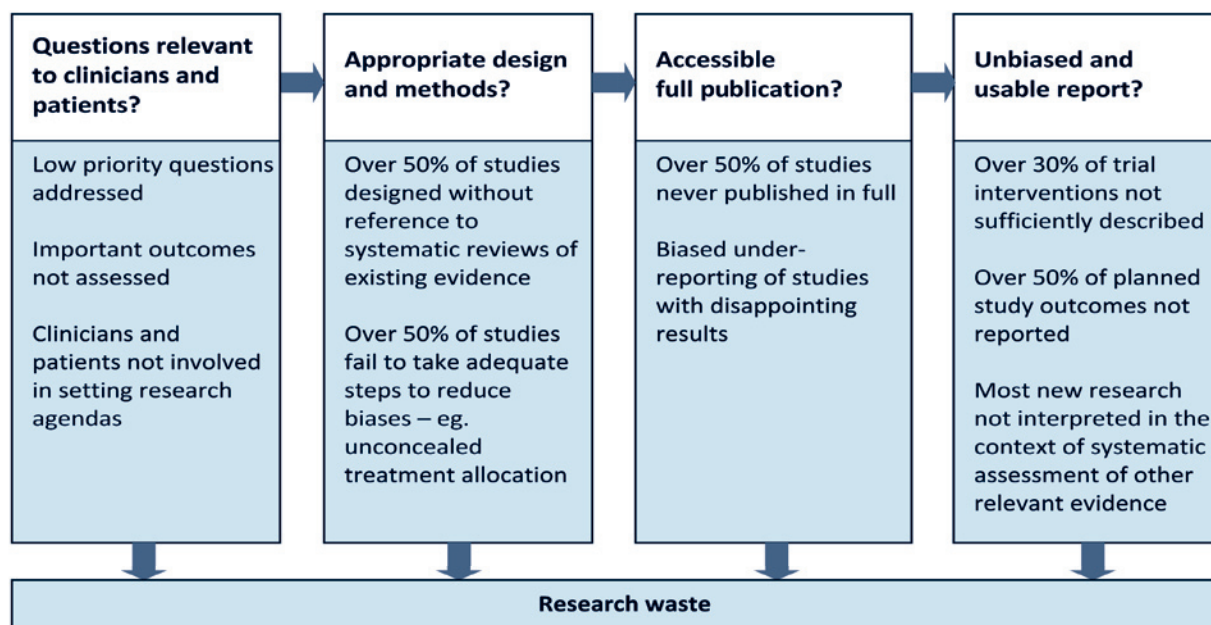 Questions relevant
to clinicians and
patients?
Low priority questions
addressed
Important outcomes
not assessed
Clinicians and
patients not involved
in setting research
agendas
Appropriate design
and methods?
Over 50% of studies
designed without
reference to
systematic reviews of
existing evidence
Over 50% of studies
fail to take adequate
steps to reduce
biases – eg.
unconcealed
treatment allocation
Accessible
full publication?
Over 50% of studies
never published in full
Biased under-
reporting of studies
with disappointing
results
Unbiased and
usable report?
Over 30% of trial
interventions not
sufficiently described
Over 50% of planned
study outcomes not
reported
Most new research
not interpreted in the
context of systematic
assessment of other
relevant evidence
Research waste